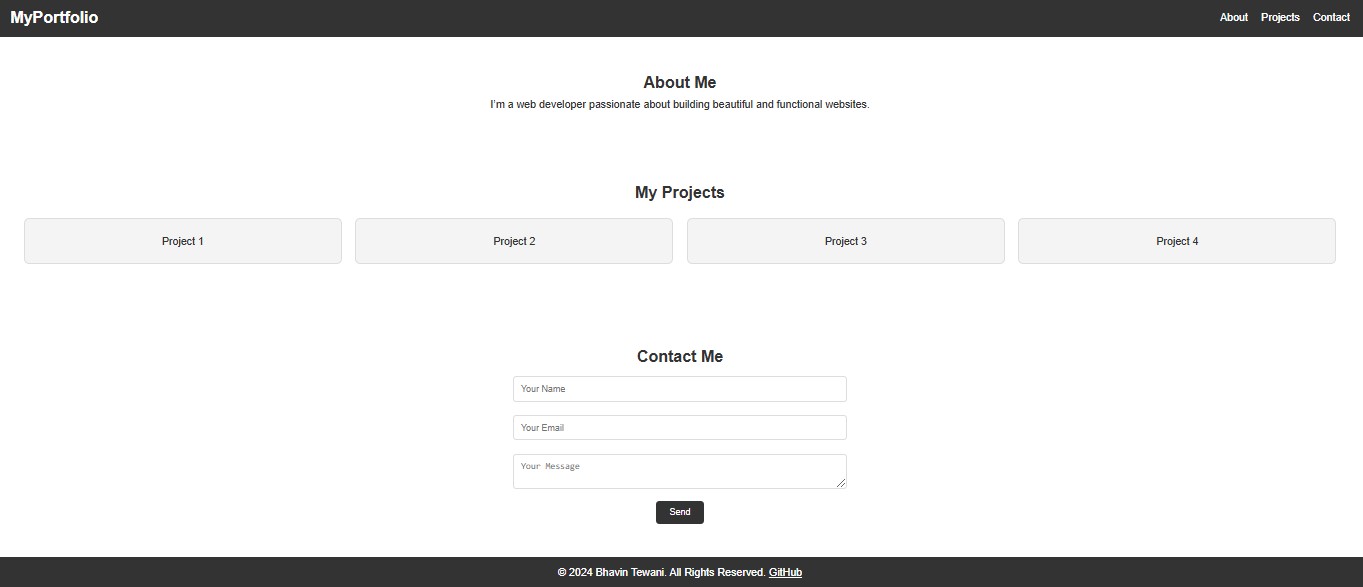 MyPortfolio About Projects Contact
About Me
I'm a web developer passionate about building beautiful and functional websites.
My Projects
Project 1 Project 2 Project 3 Project 4
Contact Me
Your Name
Your Email
Your Message
Send
© 2024 Bhavin Tewani. All Rights Reserved. GitHub